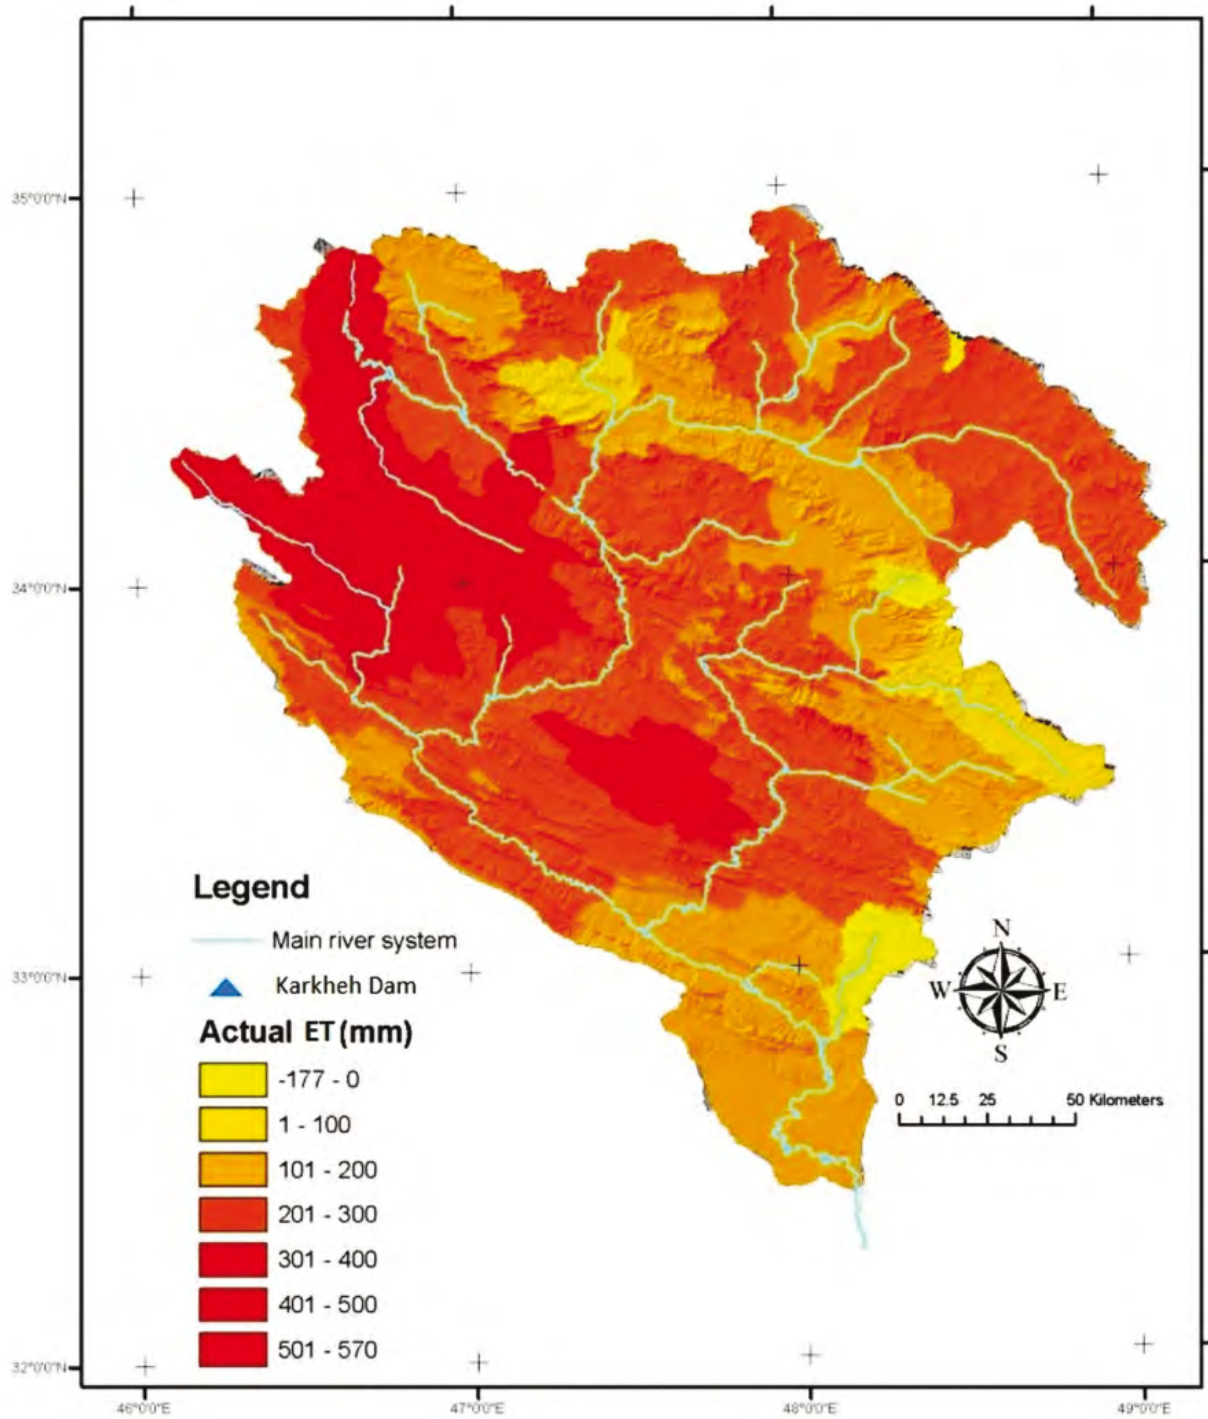 35°0'0"N
34°0'0"N
Legend
Main river system
33°0'0"N
Karkheh Dam
N
W
E
S
Actual ET (mm)
-177 - 0
1 - 100
0 12.5 25 50 Kilometers
101 - 200
201 - 300
301 - 400
401 - 500
501 - 570
32°0'0"N
46°0'0"E 47°0'0"E 48°0'0"E 49°0'0"E